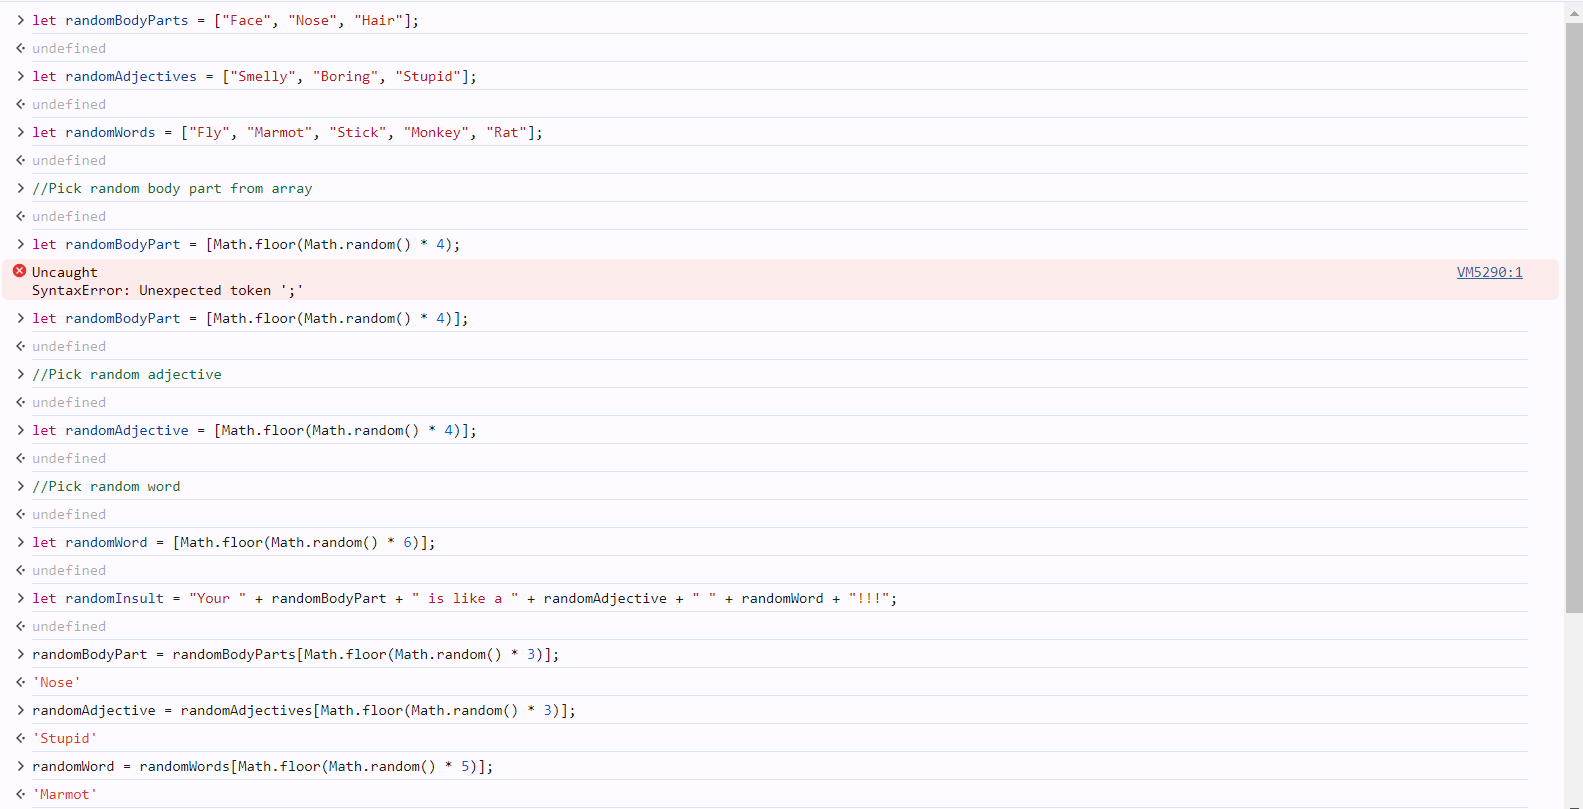 let randomBodyParts = ["Face", "Nose", "Hair"];
undefined
let randomAdjectives = ["Smelly", "Boring", "Stupid"];
undefined
let randomWords = ["Fly", "Marmot", "Stick", "Monkey", "Rat"];
undefined
//Pick random body part from array
undefined
let randomBodyPart = [Math.floor(Math.random() * 4);
Uncaught VM5290:1
SyntaxError: Unexpected token ';'
let randomBodyPart = [Math.floor(Math.random() * 4)];
undefined
//Pick random adjective
undefined
let randomAdjective = [Math.floor(Math.random() * 4)];
undefined
//Pick random word
undefined
let randomWord = [Math.floor(Math.random() * 6)];
undefined
let randomInsult = "Your " + randomBodyPart + " is like a " + randomAdjective + " " + randomWord + "!!!";
undefined
randomBodyPart = randomBodyParts[Math.floor(Math.random() * 3)];
'Nose'
randomAdjective = randomAdjectives[Math.floor(Math.random() * 3)];
'Stupid'
randomWord = randomWords[Math.floor(Math.random() * 5)];
'Marmot'